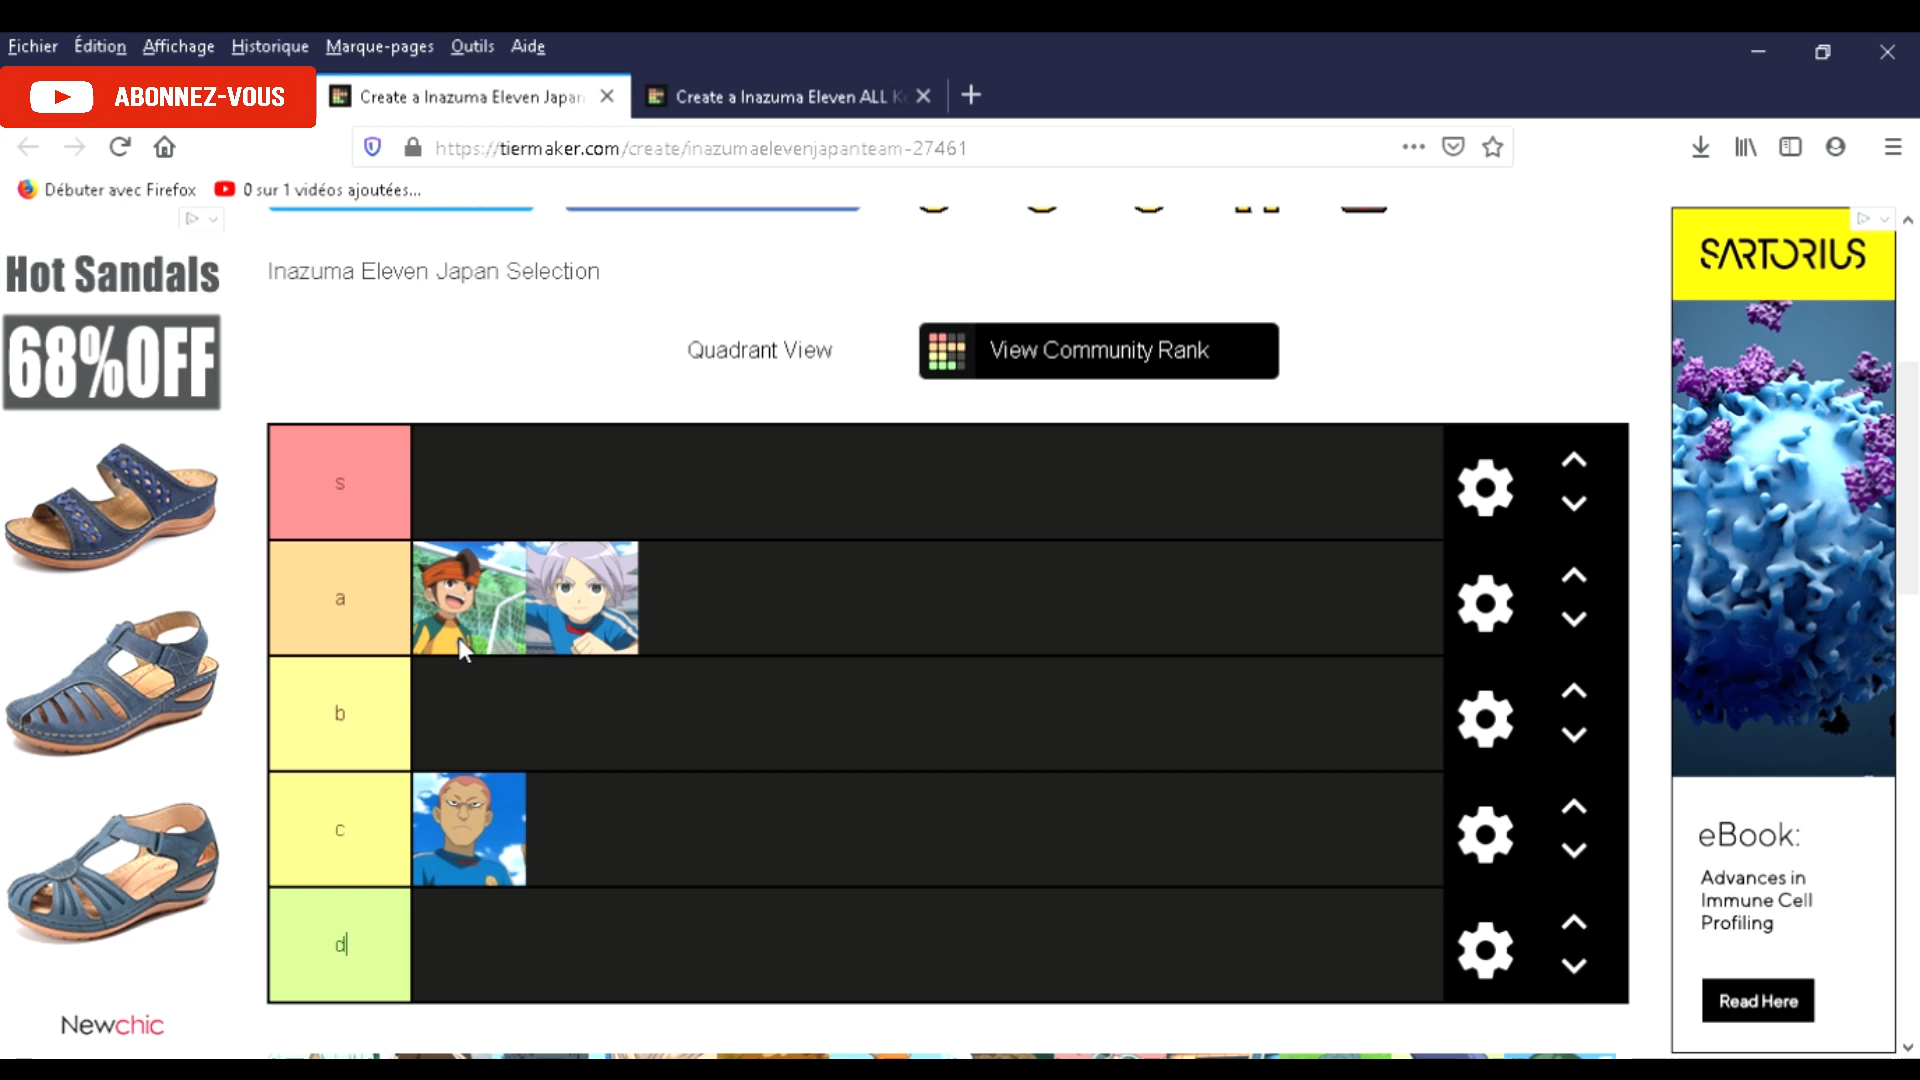 Fichier Édition Affichage Historique Marque-pages Outils Aide
ABONNEZ-VOUS
Create a Inazuma Eleven Japan
Create a Inazuma Eleven ALL
https://tiermaker.com/create/inazumaelevenjapanteam-27461
Débuter avec Firefox
0 sur 1 vidéos ajoutées...
Hot Sandals
68%OFF
Newchic
Inazuma Eleven Japan Selection
Quadrant View
View Community Rank
s
a
b
c
d
SARTORIUS
eBook:
Advances in
Immune Cell
Profiling
Read Here